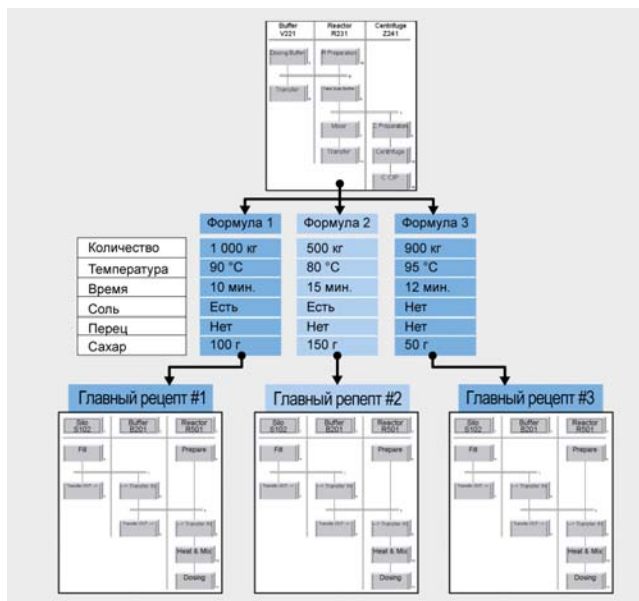 Buffer Reactor Centrifuge
V221 R231 Z241
Dosing Buffer R Preparation
Transfer
Mixer Z Preparation
Transfer Centrifuge
C CIP
Формула 1 Формула 2 Формула 3
Количество 1 000 кг 500 кг 900 кг
Температура 90 °C 80 °C 95 °C
Время 10 мин. 15 мин. 12 мин.
Соль Есть Есть Нет
Перец Нет Нет Нет
Сахар 100 г 150 г 50 г
Главный рецепт #1 Главный репепт #2 Главный рецепт #3
Silo Buffer Reactor Silo Buffer Reactor Silo Buffer Reactor
S102 B201 R501 S102 B201 R501 S102 B201 R501
Fill Prepare Fill Prepare Fill Prepare
Heat & Mix Heat & Mix Heat & Mix
Dosing Dosing Dosing